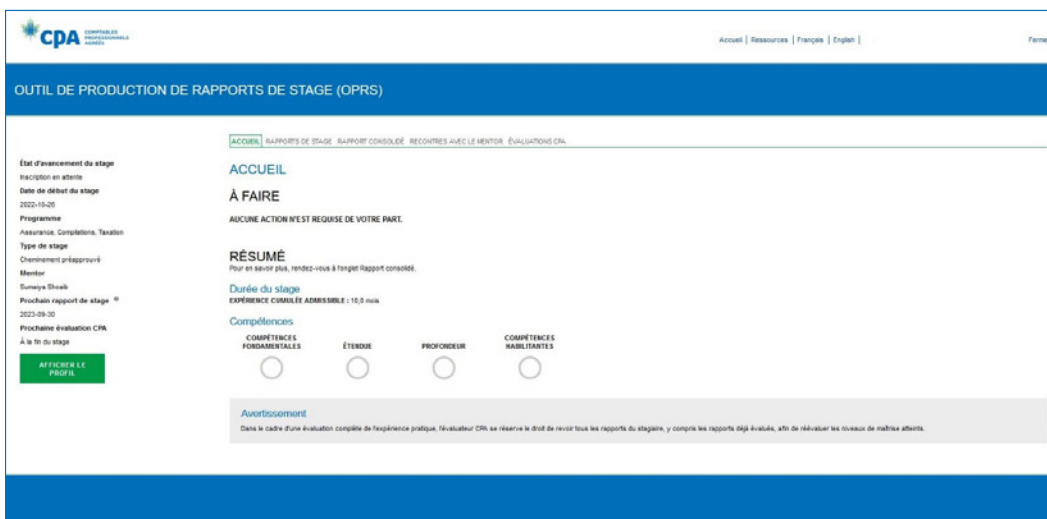 CPA COMPTABLES
PROFESSIONNELS
AGRÉÉS
Accueil | Ressources | Français | English |
Ferme
OUTIL DE PRODUCTION DE RAPPORTS DE STAGE (OPRS)
ACCUEIL RAPPORTS DE STAGE RAPPORT CONSOLIDÉ RECONTRES AVEC LE MENTOR ÉVALUATIONS CPA
État d'avancement du stage
Inscription en attente
Date de début du stage
2022-10-26
Programme
Assurance, Compilations, Taxation
Type de stage
Cheminement préapprouvé
Mentor
Sumeiya Shoaib
Prochain rapport de stage
2023-09-30
Prochaine évaluation CPA
À la fin du stage
AFFICHER LE
PROFIL
ACCUEIL
À FAIRE
AUCUNE ACTION N'EST REQUISE DE VOTRE PART.
RÉSUMÉ
Pour en savoir plus, rendez-vous à l'onglet Rapport consolidé.
Durée du stage
EXPÉRIENCE CUMULÉE ADMISSIBLE : 10,0 mois
Compétences
COMPÉTENCES
FONDAMENTALES
ÉTENDUE
PROFONDEUR
COMPÉTENCES
HABILITANTES
Avertissement
Dans le cadre d'une évaluation complète de l'expérience pratique, l'évaluateur CPA se réserve le droit de revoir tous les rapports du stagiaire, y compris les rapports déjà évalués, afin de réévaluer les niveaux de maîtrise atteints.